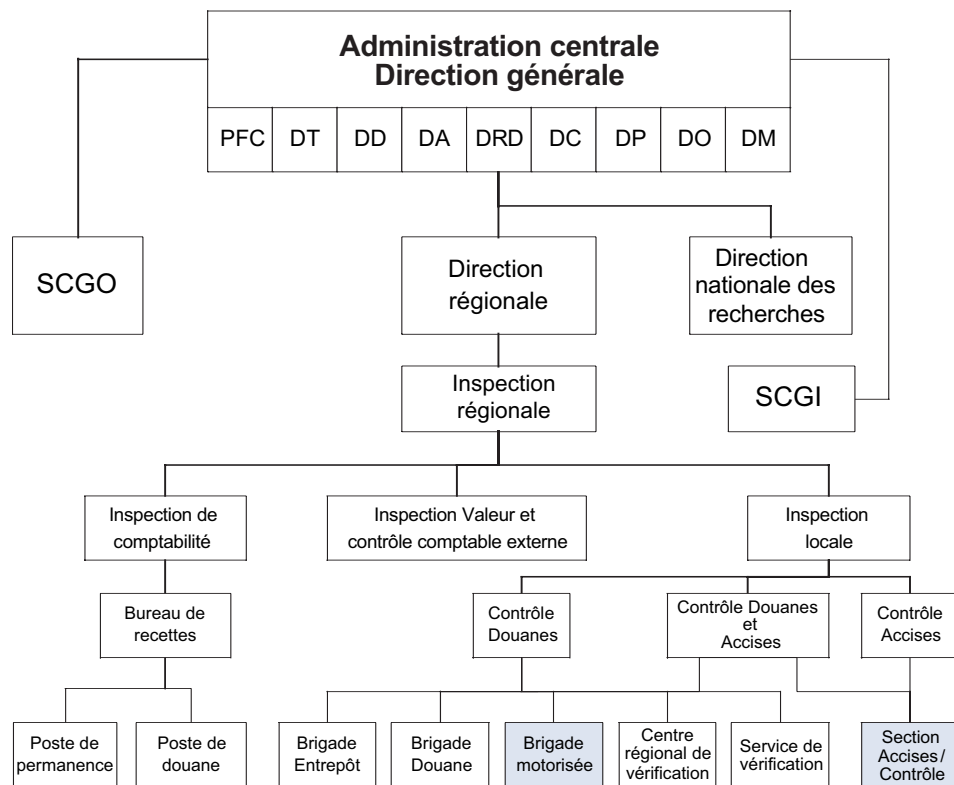 Administration centrale
Direction générale
PFC DT DD DA DRD DC DP DO DM
SCGO
Direction
régionale
Direction
nationale des
recherches
Inspection
régionale
SCGI
Inspection de
comptabilité
Inspection Valeur et
contrôle comptable externe
Inspection
locale
Bureau de
recettes
Contrôle
Douanes
Contrôle Douanes
et
Accises
Contrôle
Accises
Poste de
permanence
Poste de
douane
Brigade
Entrepôt
Brigade
Douane
Brigade
motorisée
Centre
régional de
vérification
Service de
vérification
Section
Accises/
Contrôle